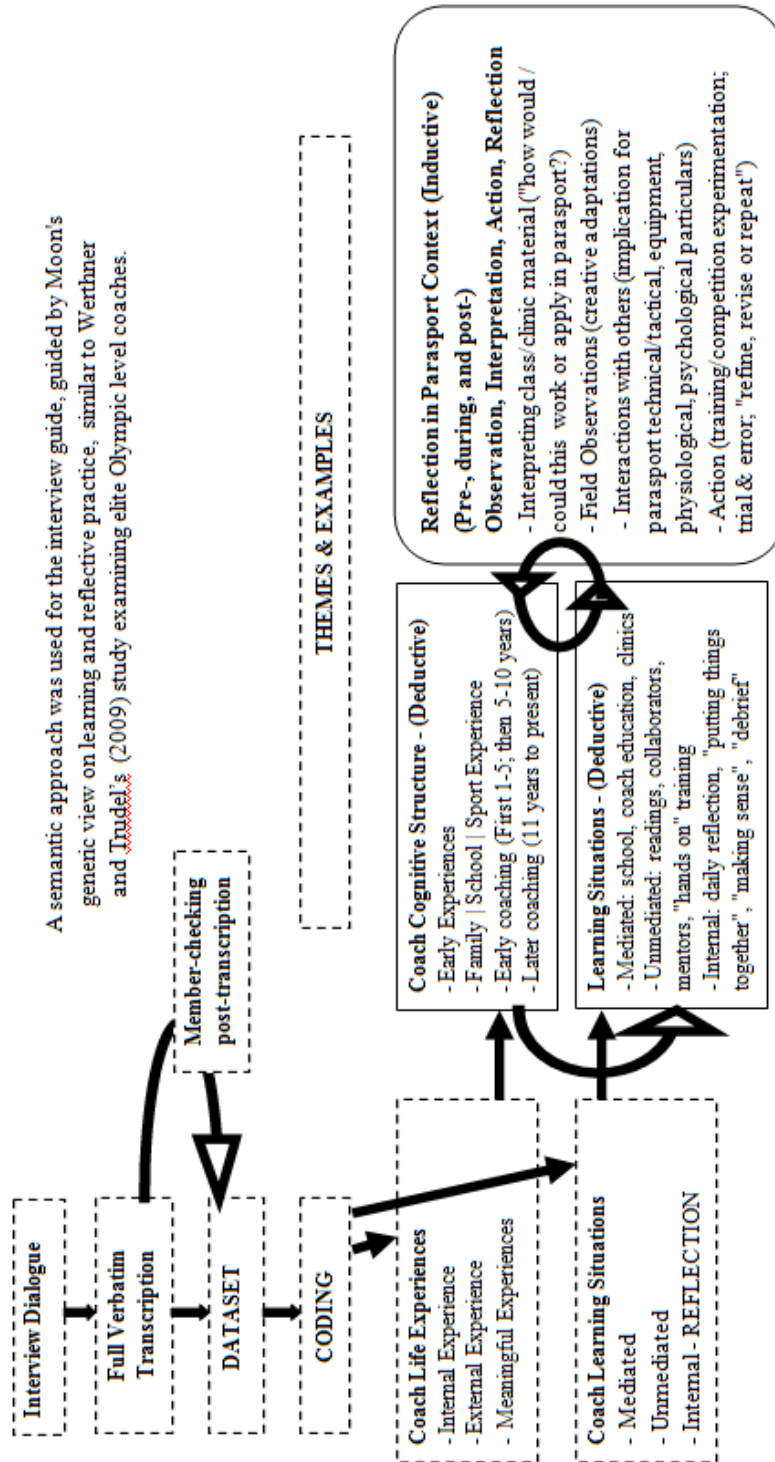 A semantic approach was used for the interview guide, guided by Moon's
generic view on learning and reflective practice, similar to Werthner
and Trudel's (2009) study examining elite Olympic level coaches.
Interview Dialogue
Full Verbatim
Transcription
Member-checking
post-transcription
DATASET
CODING
THEMES & EXAMPLES
Coach Life Experiences
- Internal Experience
- External Experience
- Meaningful Experiences
Coach Learning Situations
- Mediated
- Unmediated
- Internal - REFLECTION
Coach Cognitive Structure - (Deductive)
- Early Experiences
- Family | School | Sport Experience
- Early coaching (First 1-5; then 5-10 years)
- Later coaching (11 years to present)
Learning Situations - (Deductive)
- Mediated: school, coach education, clinics
- Unmediated: readings, collaborators,
mentors, "hands on" training
- Internal: daily reflection, "putting things
together", "making sense", "debrief"
Reflection in Parasport Context (Inductive)
(Pre-, during, and post-)
Observation, Interpretation, Action, Reflection
- Interpreting class/clinic material ("how would /
could this work or apply in parasport?)
- Field Observations (creative adaptations)
- Interactions with others (implication for
parasport technical/tactical, equipment,
physiological, psychological particulars)
- Action (training/competition experimentation;
trial & error; "refine, revise or repeat")